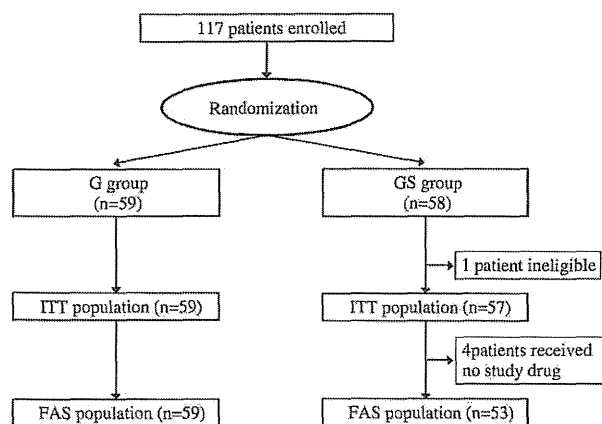 117 patients enrolled
Randomization
G group
(n=59)
GS group
(n=58)
1 patient ineligible
ITT population (n=59)
ITT population (n=57)
4patients received
no study drug
FAS population (n=59)
FAS population (n=53)